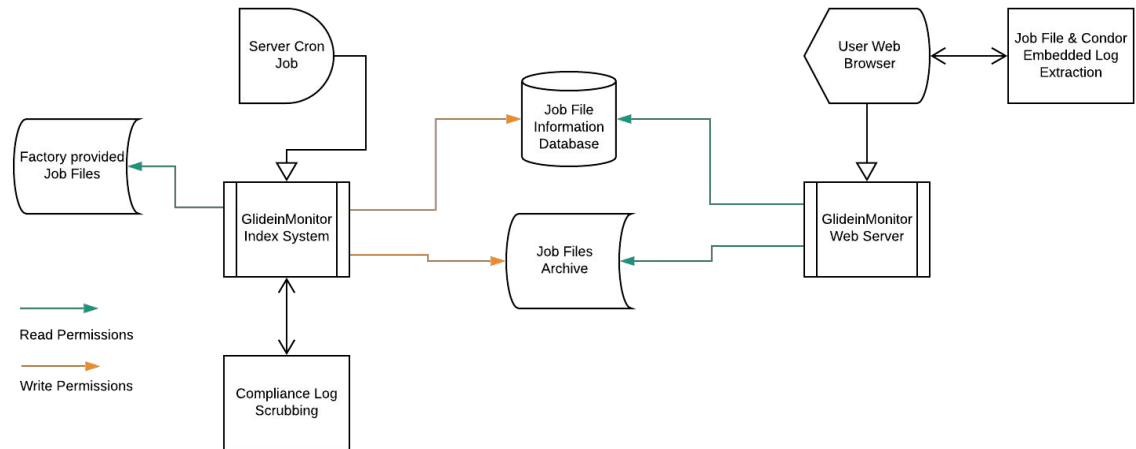 Server Cron
Job
User Web
Browser
Job File & Condor
Embedded Log
Extraction
Job File
Information
Database
Factory provided
Job Files
GlideinMonitor
Index System
GlideinMonitor
Web Server
Job Files
Archive
Read Permissions
Write Permissions
Compliance Log
Scrubbing